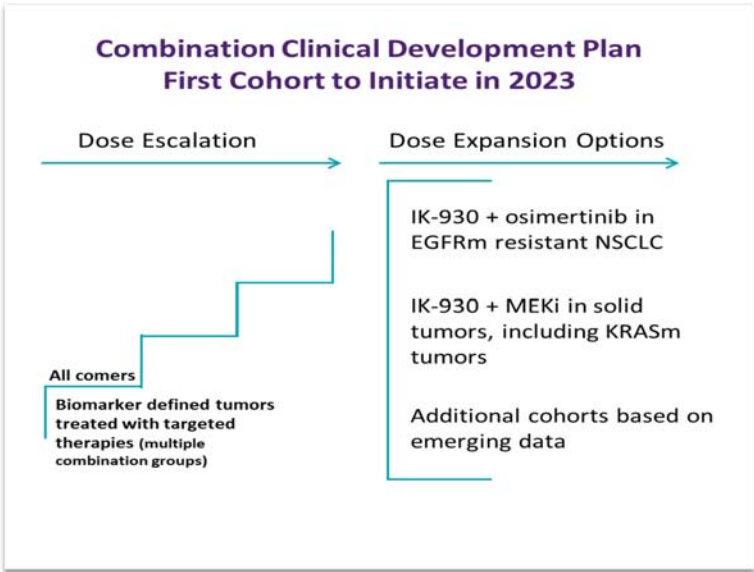 Combination Clinical Development Plan
First Cohort to Initiate in 2023
Dose Escalation
All comers
Biomarker defined tumors
treated with targeted
therapies (multiple
combination groups)
Dose Expansion Options
IK-930 + osimertinib in
EGFRm resistant NSCLC
IK-930 + MEKi in solid
tumors, including KRASm
tumors
Additional cohorts based on
emerging data